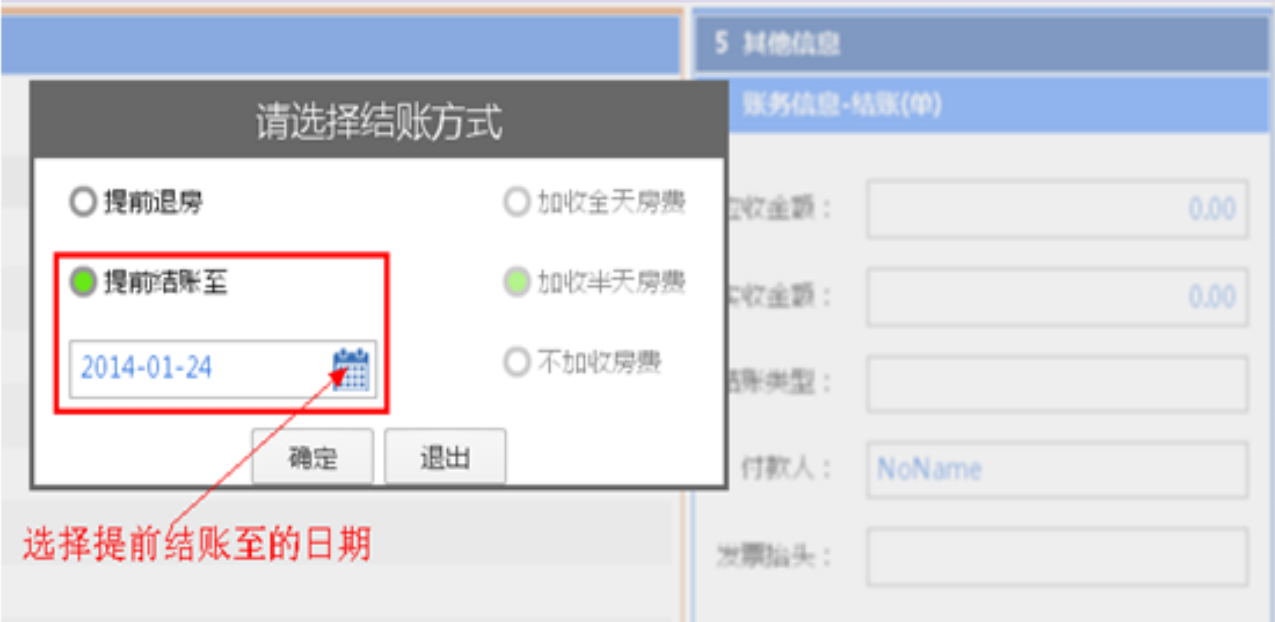 5 其他信息
账务信息-结账(单)
请选择结账方式
提前退房
加收全天房费
提前结账至
加收半天房费
2014-01-24
不加收房费
确定
退出
应收金额：
0.00
实收金额：
0.00
结账类型：
付款人：
NoName
发票抬头：
选择提前结账至的日期